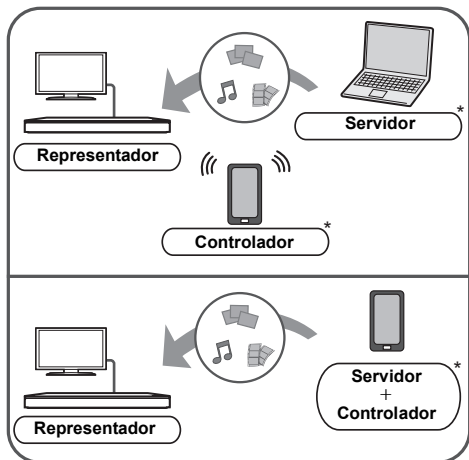 Servidor*
Representador
Controlador*
Servidor*
+
Controlador
Representador